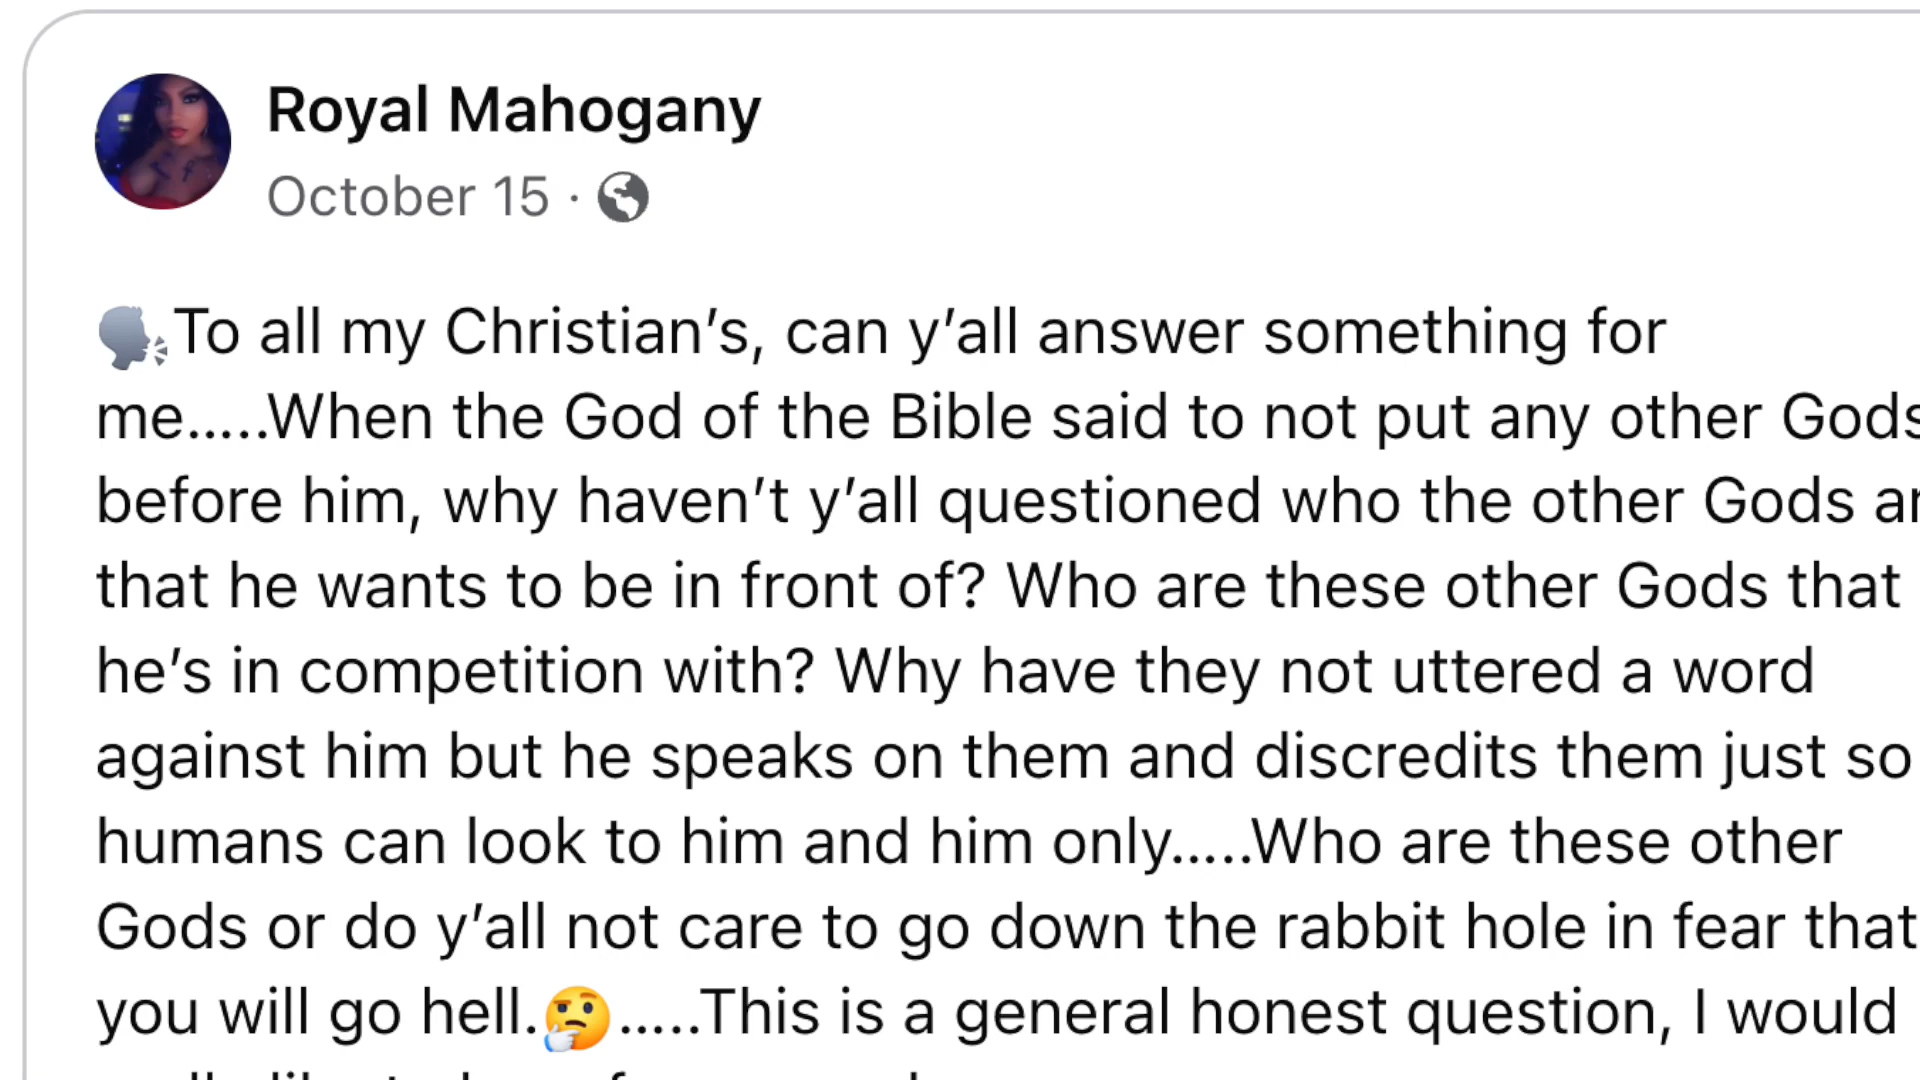 Royal Mahogany
October 15 ·
🗣️To all my Christian’s, can y’all answer something for
me.....When the God of the Bible said to not put any other Gods
before him, why haven’t y’all questioned who the other Gods
that he wants to be in front of? Who are these other Gods that
he’s in competition with? Why have they not uttered a word
against him but he speaks on them and discredits them just so
humans can look to him and him only.....Who are these other
Gods or do y’all not care to go down the rabbit hole in fear that
you will go hell.🤔.....This is a general honest question, I would